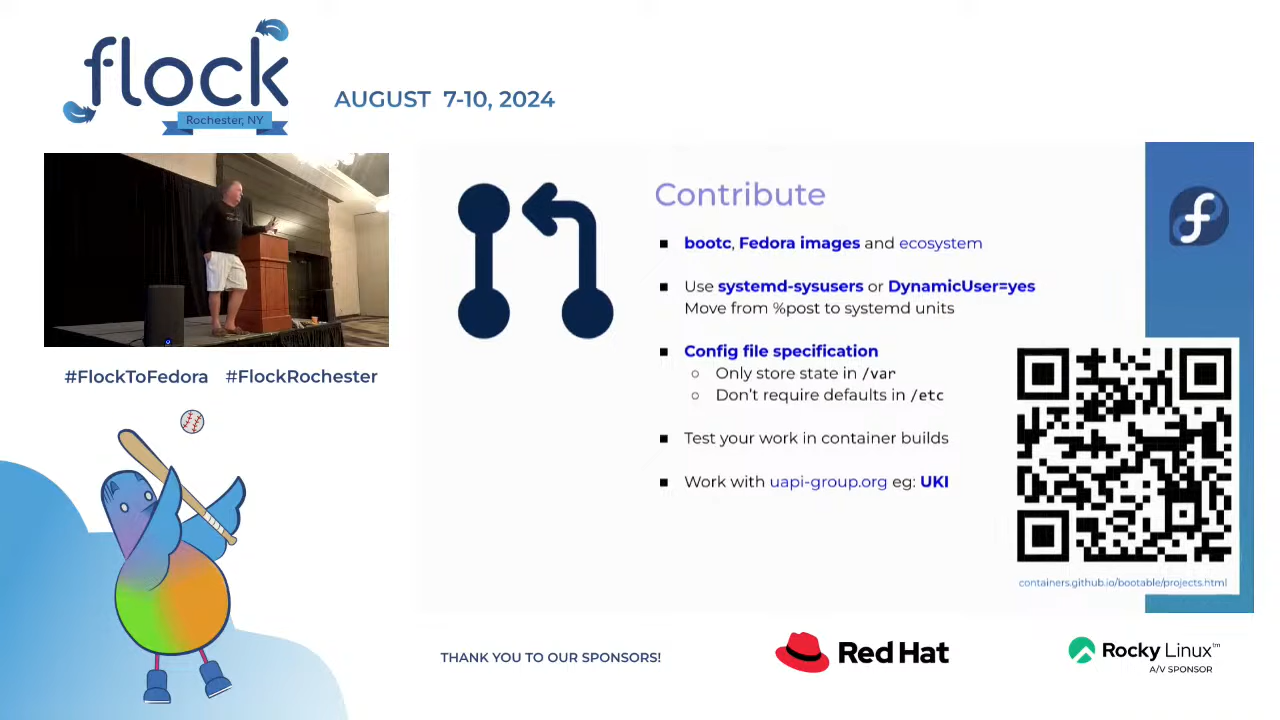 flock
Rochester, NY
AUGUST 7-10, 2024
#FlockToFedora #FlockRochester
Contribute
bootc, Fedora images and ecosystem
Use systemd-sysusers or DynamicUser=yes
Move from %post to systemd units
Config file specification
Only store state in /var
Don't require defaults in /etc
Test your work in container builds
Work with uapi-group.org eg: UKI
containers.github.io/bootable/projects.html
THANK YOU TO OUR SPONSORS!
Red Hat
Rocky Linux™
A/V SPONSOR